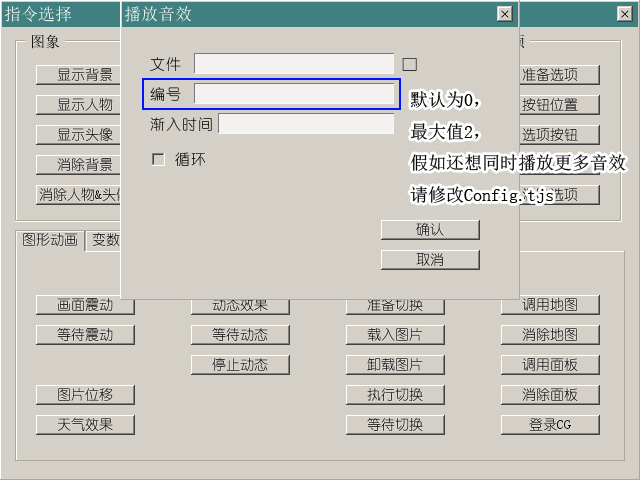 指令选择
播放音效
图象
显示背景
显示人物
显示头像
消除背景
消除人物&头
文件
编号
渐入时间
循环
默认为0,
最大值2,
假如还想同时播放更多音效
请修改Config.tjs
确认
取消
准备选项
按钮位置
选项按钮
选项
图形动画
变数
画面震动
动态效果
准备切换
调用地图
等待震动
等待动态
载入图片
消除地图
停止动态
卸载图片
调用面板
图片位移
执行切换
消除面板
天气效果
等待切换
登录CG